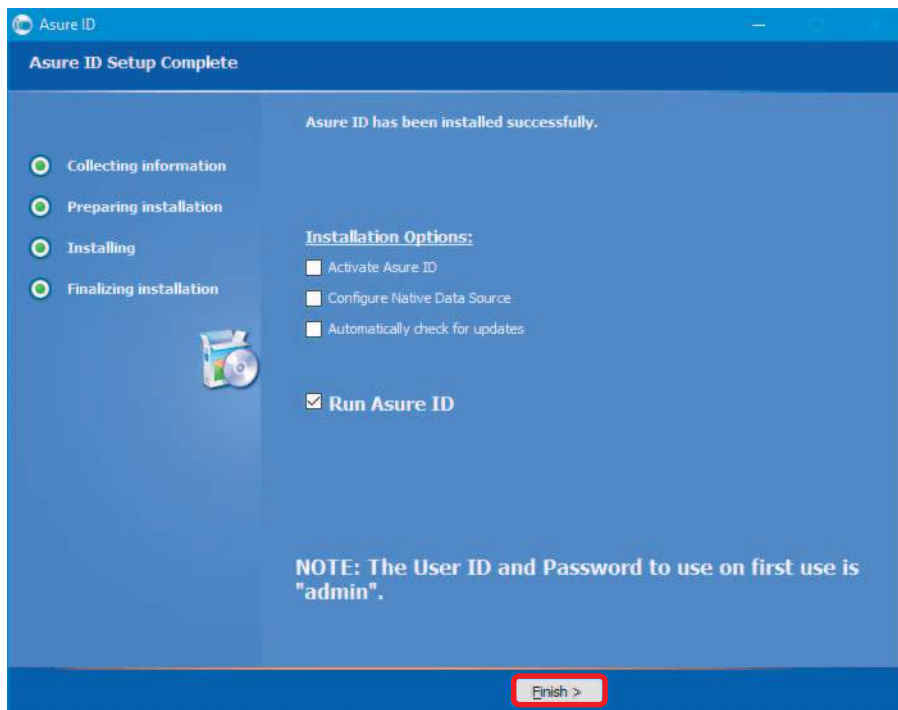 Asure ID
Asure ID Setup Complete
Asure ID has been installed successfully.
Collecting information
Preparing installation
Installing
Finalizing installation
Installation Options:
Activate Asure ID
Configure Native Data Source
Automatically check for updates
Run Asure ID
NOTE: The User ID and Password to use on first use is
"admin".
Finish >